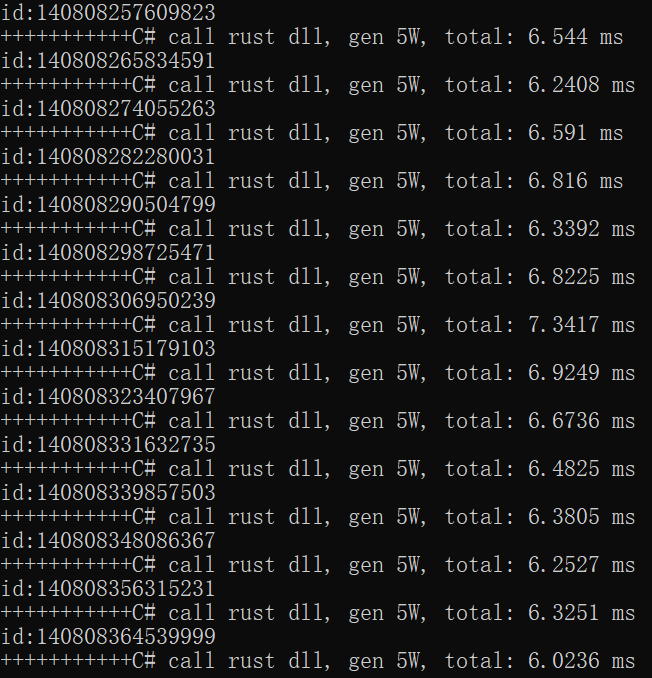 id:140808257609823
+++++++++++C# call rust dll, gen 5W, total: 6.544 ms
id:140808265834591
+++++++++++C# call rust dll, gen 5W, total: 6.2408 ms
id:140808274055263
+++++++++++C# call rust dll, gen 5W, total: 6.591 ms
id:140808282280031
+++++++++++C# call rust dll, gen 5W, total: 6.816 ms
id:140808290504799
+++++++++++C# call rust dll, gen 5W, total: 6.3392 ms
id:140808298725471
+++++++++++C# call rust dll, gen 5W, total: 6.8225 ms
id:140808306950239
+++++++++++C# call rust dll, gen 5W, total: 7.3417 ms
id:140808315179103
+++++++++++C# call rust dll, gen 5W, total: 6.9249 ms
id:140808323407967
+++++++++++C# call rust dll, gen 5W, total: 6.6736 ms
id:140808331632735
+++++++++++C# call rust dll, gen 5W, total: 6.4825 ms
id:140808339857503
+++++++++++C# call rust dll, gen 5W, total: 6.3805 ms
id:140808348086367
+++++++++++C# call rust dll, gen 5W, total: 6.2527 ms
id:140808356315231
+++++++++++C# call rust dll, gen 5W, total: 6.3251 ms
id:140808364539999
+++++++++++C# call rust dll, gen 5W, total: 6.0236 ms